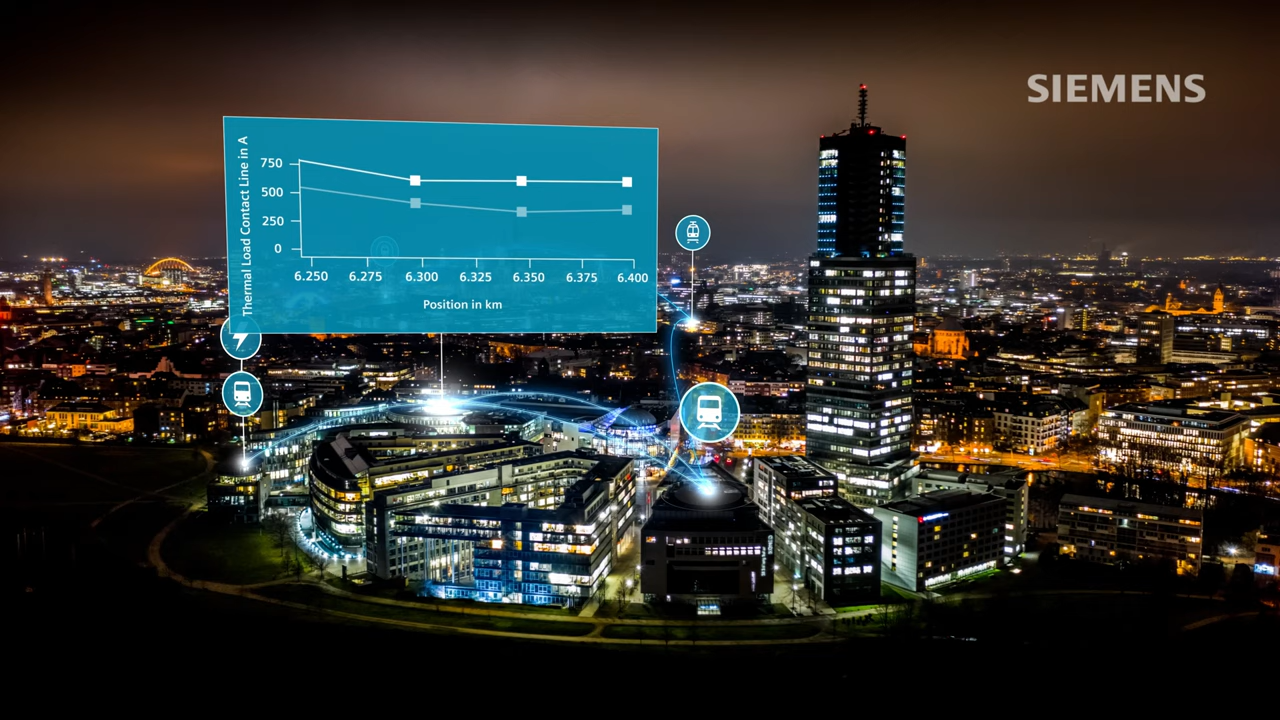 SIEMENS
Thermal Load Contact Line in A
750
500
250
0
6.250 6.275 6.300 6.325 6.350 6.375 6.400
Position in km